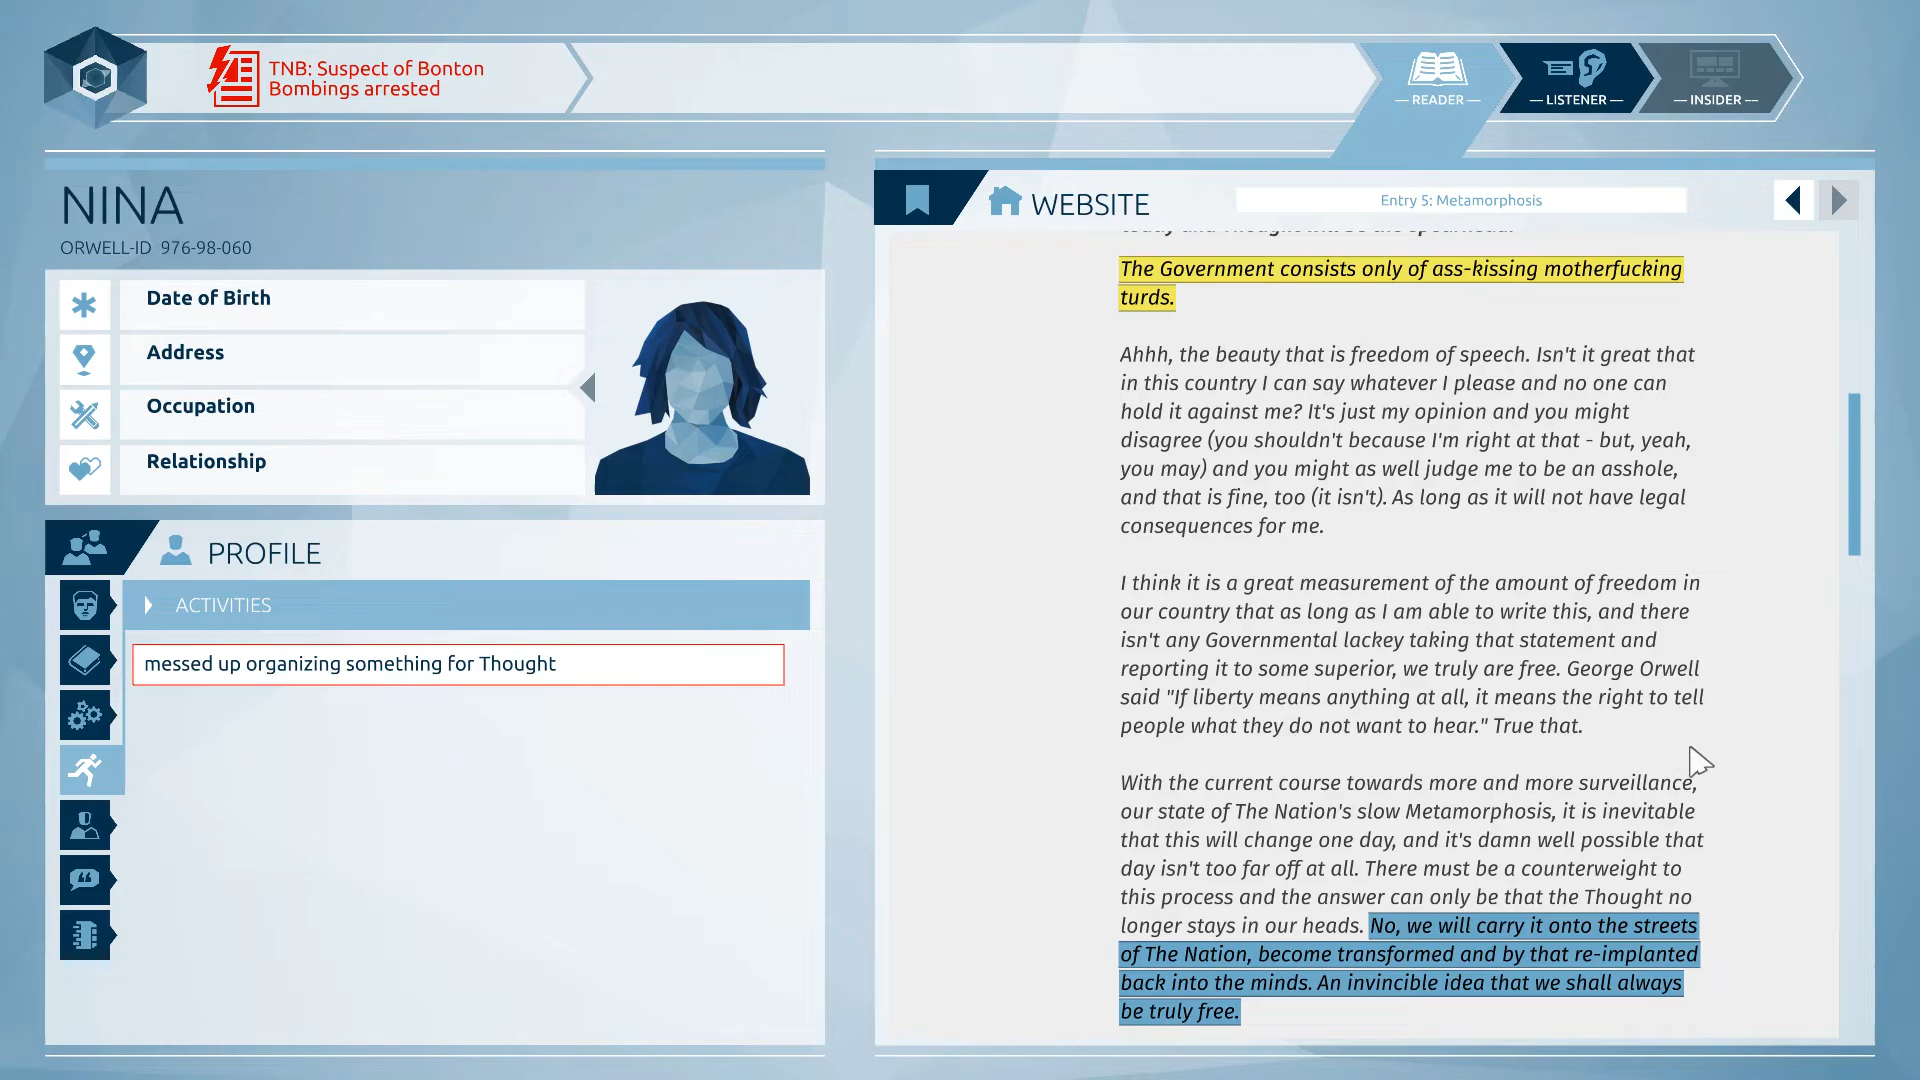 TNB: Suspect of Bonton
Bombings arrested
READER
LISTENER
INSIDER
NINA
ORWELL-ID 976-98-060
Date of Birth
Address
Occupation
Relationship
PROFILE
ACTIVITIES
messed up organizing something for Thought
WEBSITE
Entry 5: Metamorphosis
The Government consists only of ass-kissing motherfucking
turds.
Ahhh, the beauty that is freedom of speech. Isn't it great that
in this country I can say whatever I please and no one can
hold it against me? It's just my opinion and you might
disagree (you shouldn't because I'm right at that - but, yeah,
you may) and you might as well judge me to be an asshole,
and that is fine, too (it isn't). As long as it will not have legal
consequences for me.
I think it is a great measurement of the amount of freedom in
our country that as long as I am able to write this, and there
isn't any Governmental lackey taking that statement and
reporting it to some superior, we truly are free. George Orwell
said "If liberty means anything at all, it means the right to tell
people what they do not want to hear." True that.
With the current course towards more and more surveillance,
our state of The Nation's slow Metamorphosis, it is inevitable
that this will change one day, and it's damn well possible that
day isn't too far off at all. There must be a counterweight to
this process and the answer can only be that the Thought no
longer stays in our heads. No, we will carry it onto the streets
of The Nation, become transformed and by that re-implanted
back into the minds. An invincible idea that we shall always
be truly free.